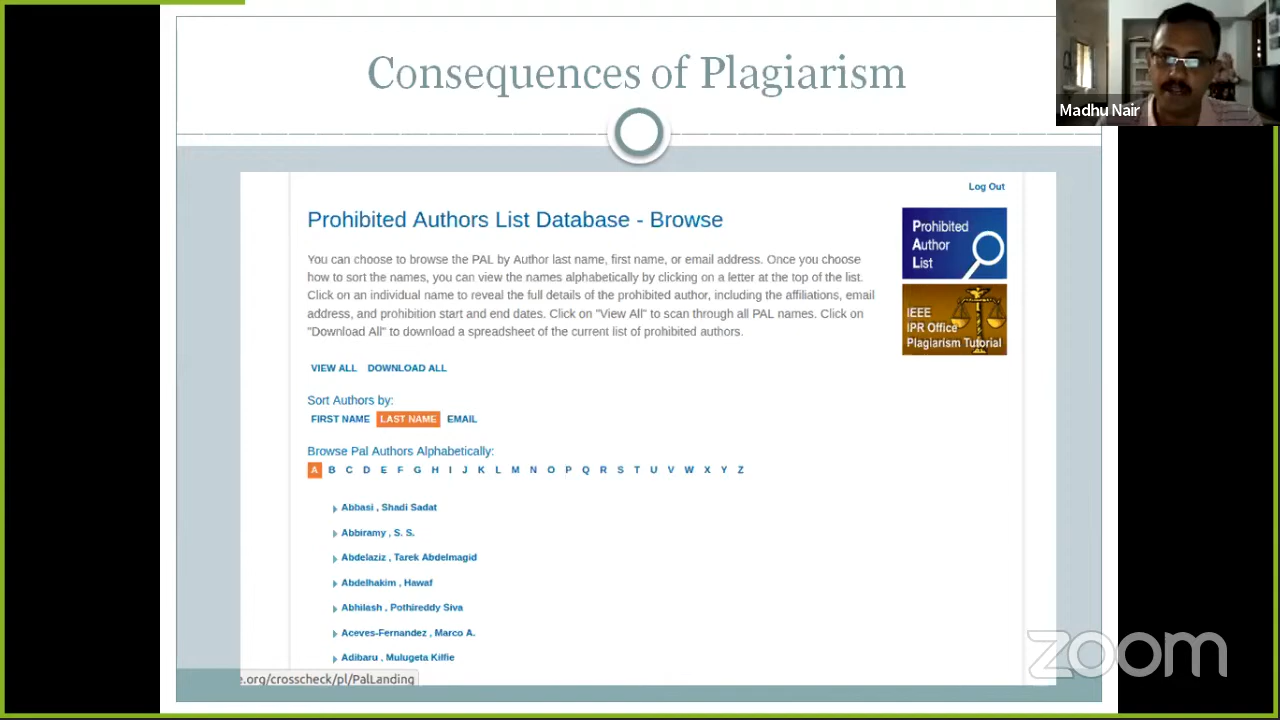 Consequences of Plagiarism
Madhu Nair
Log Out
Prohibited Authors List Database - Browse
Prohibited
Author
List
You can choose to browse the PAL by Author last name, first name, or email address. Once you choose
how to sort the names, you can view the names alphabetically by clicking on a letter at the top of the list.
Click on an individual name to reveal the full details of the prohibited author, including the affiliations, email
address, and prohibition start and end dates. Click on "View All" to scan through all PAL names. Click on
"Download All" to download a spreadsheet of the current list of prohibited authors.
IEEE
IPR Office
Plagiarism Tutorial
VIEW ALL DOWNLOAD ALL
Sort Authors by:
FIRST NAME LAST NAME EMAIL
Browse Pal Authors Alphabetically:
A B C D E F G H I J K L M N O P Q R S T U V W X Y Z
Abbasi , Shadi Sadat
Abbiramy , S. S.
Abdelaziz , Tarek Abdelmagid
Abdelhakim , Hawaf
Abhilash , Pothireddy Siva
Aceves-Fernandez , Marco A.
Adibaru , Mulugeta Kiflie
e.org/crosscheck/pl/PalLanding
zoom